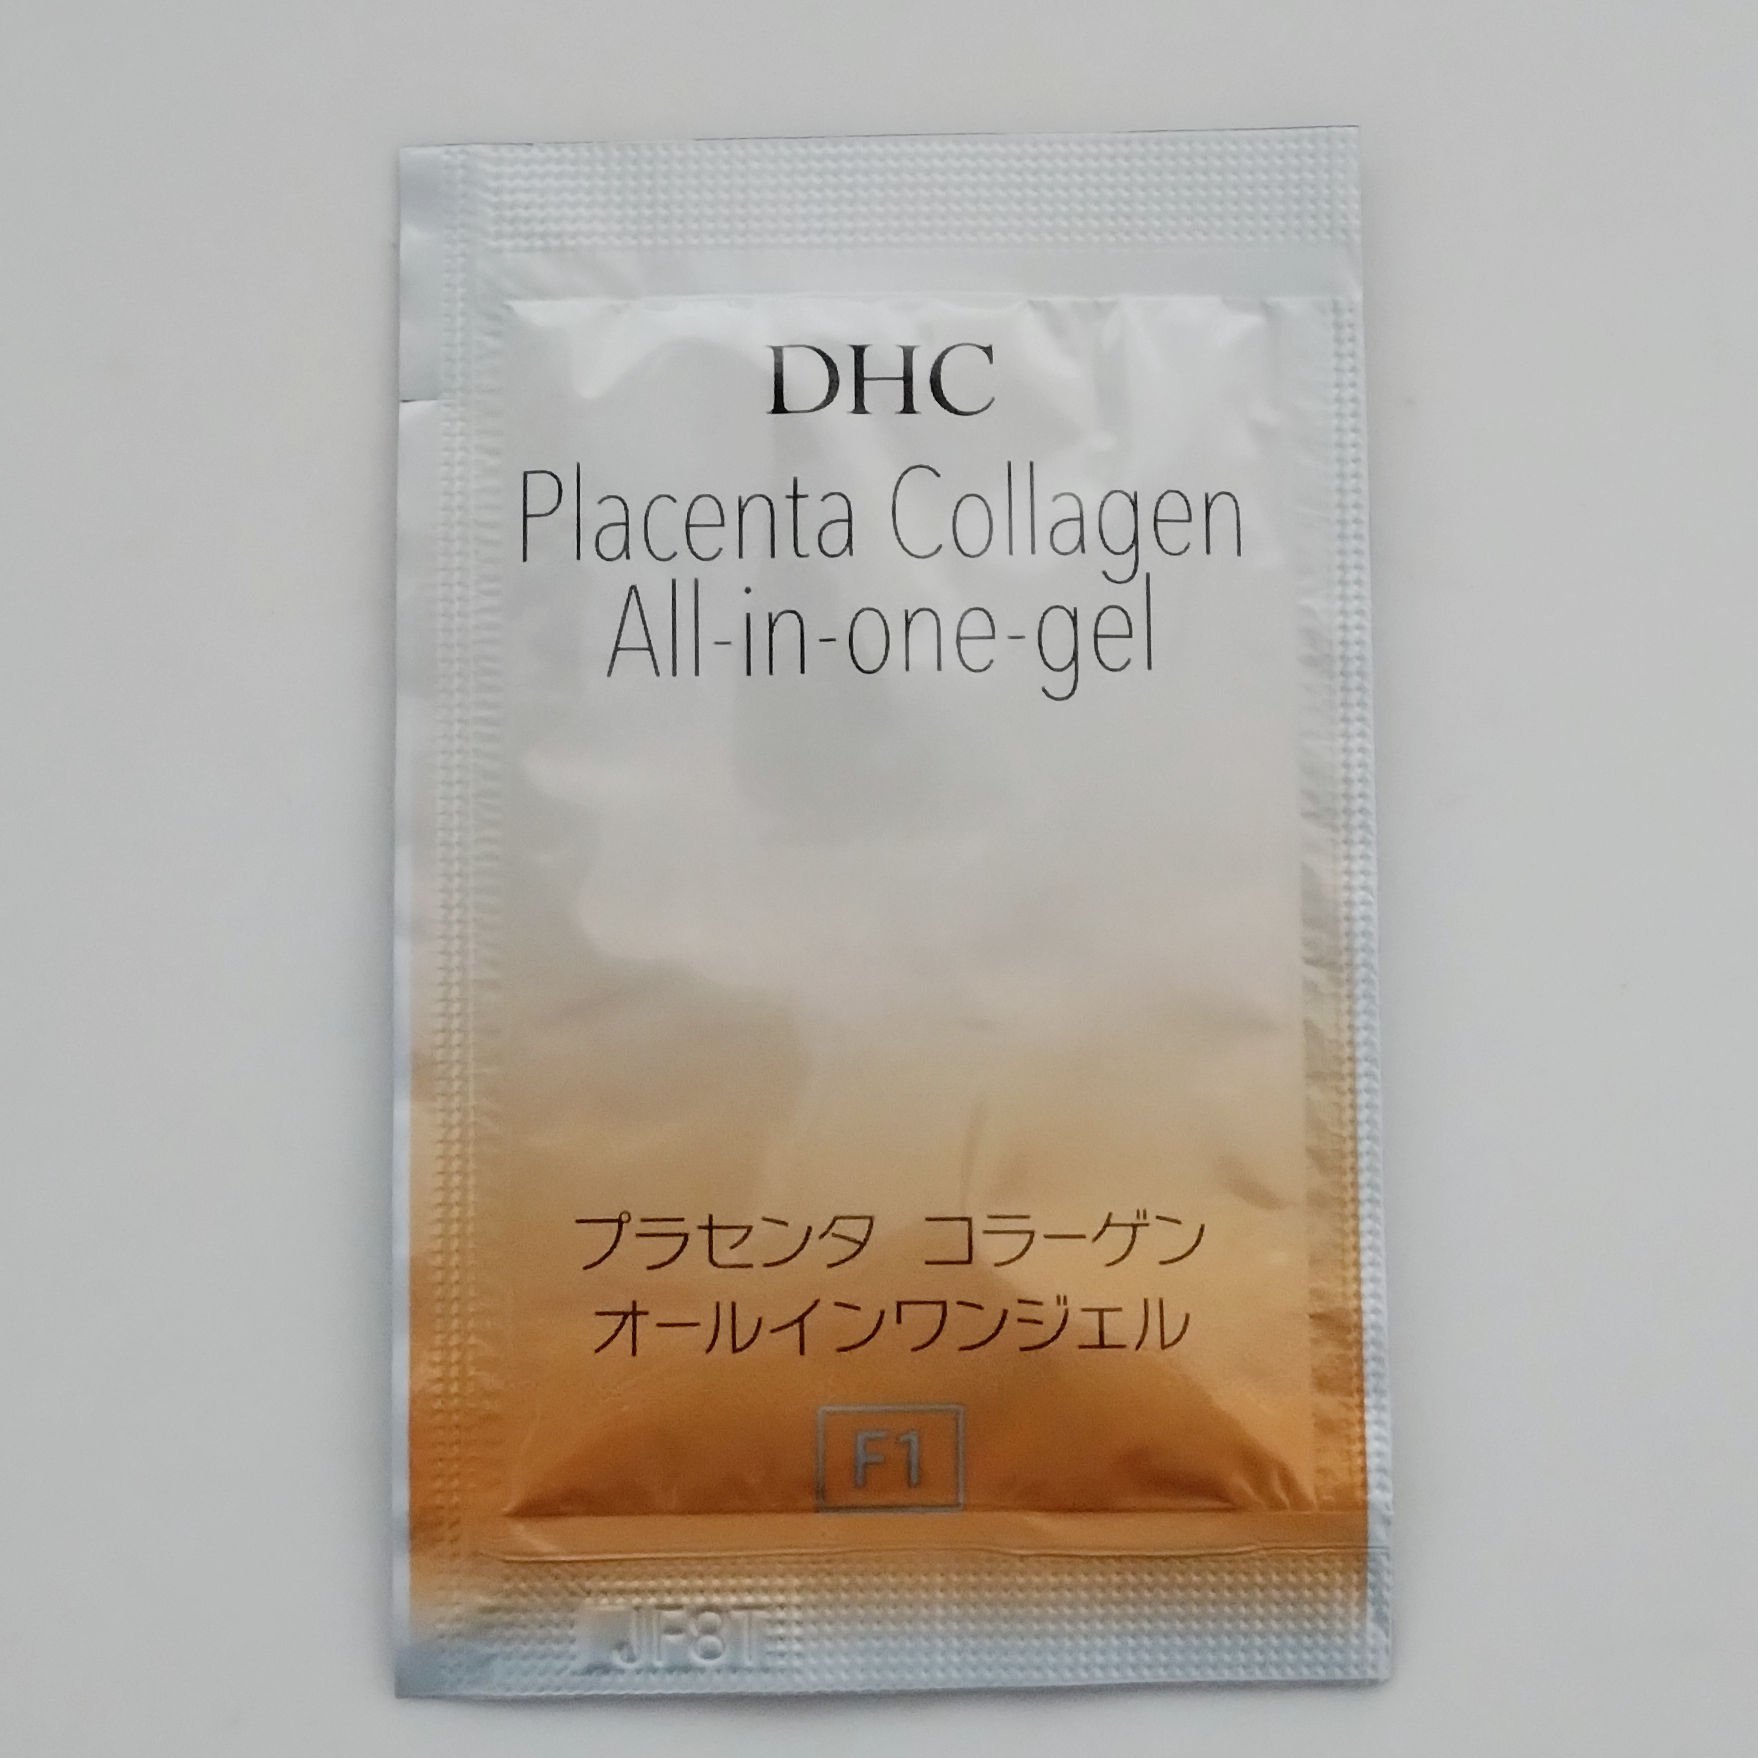 DHC
Placenta Collagen
All-in-one-gel
プラセンタ コラーゲン
オールインワンジェル
F1
JF8T